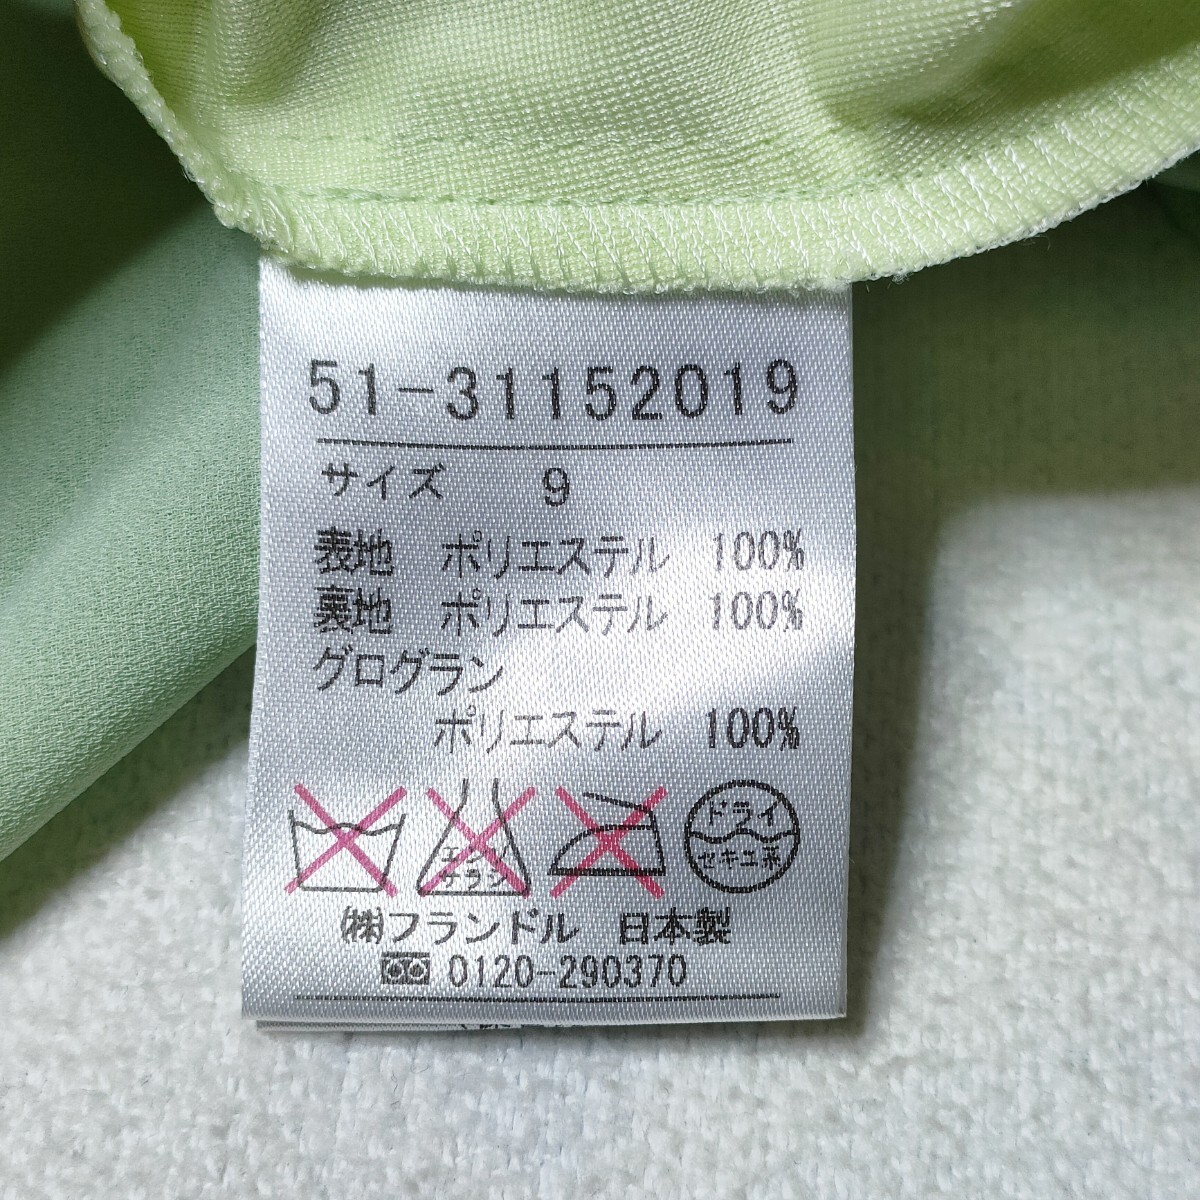 51-31152019
サイズ 9
表地 ポリエステル 100%
裏地 ポリエステル 100%
グログラン
ポリエステル 100%
エンソ
サラシ
ドライ
セキユ系
㈱フランドル 日本製
0120-290370